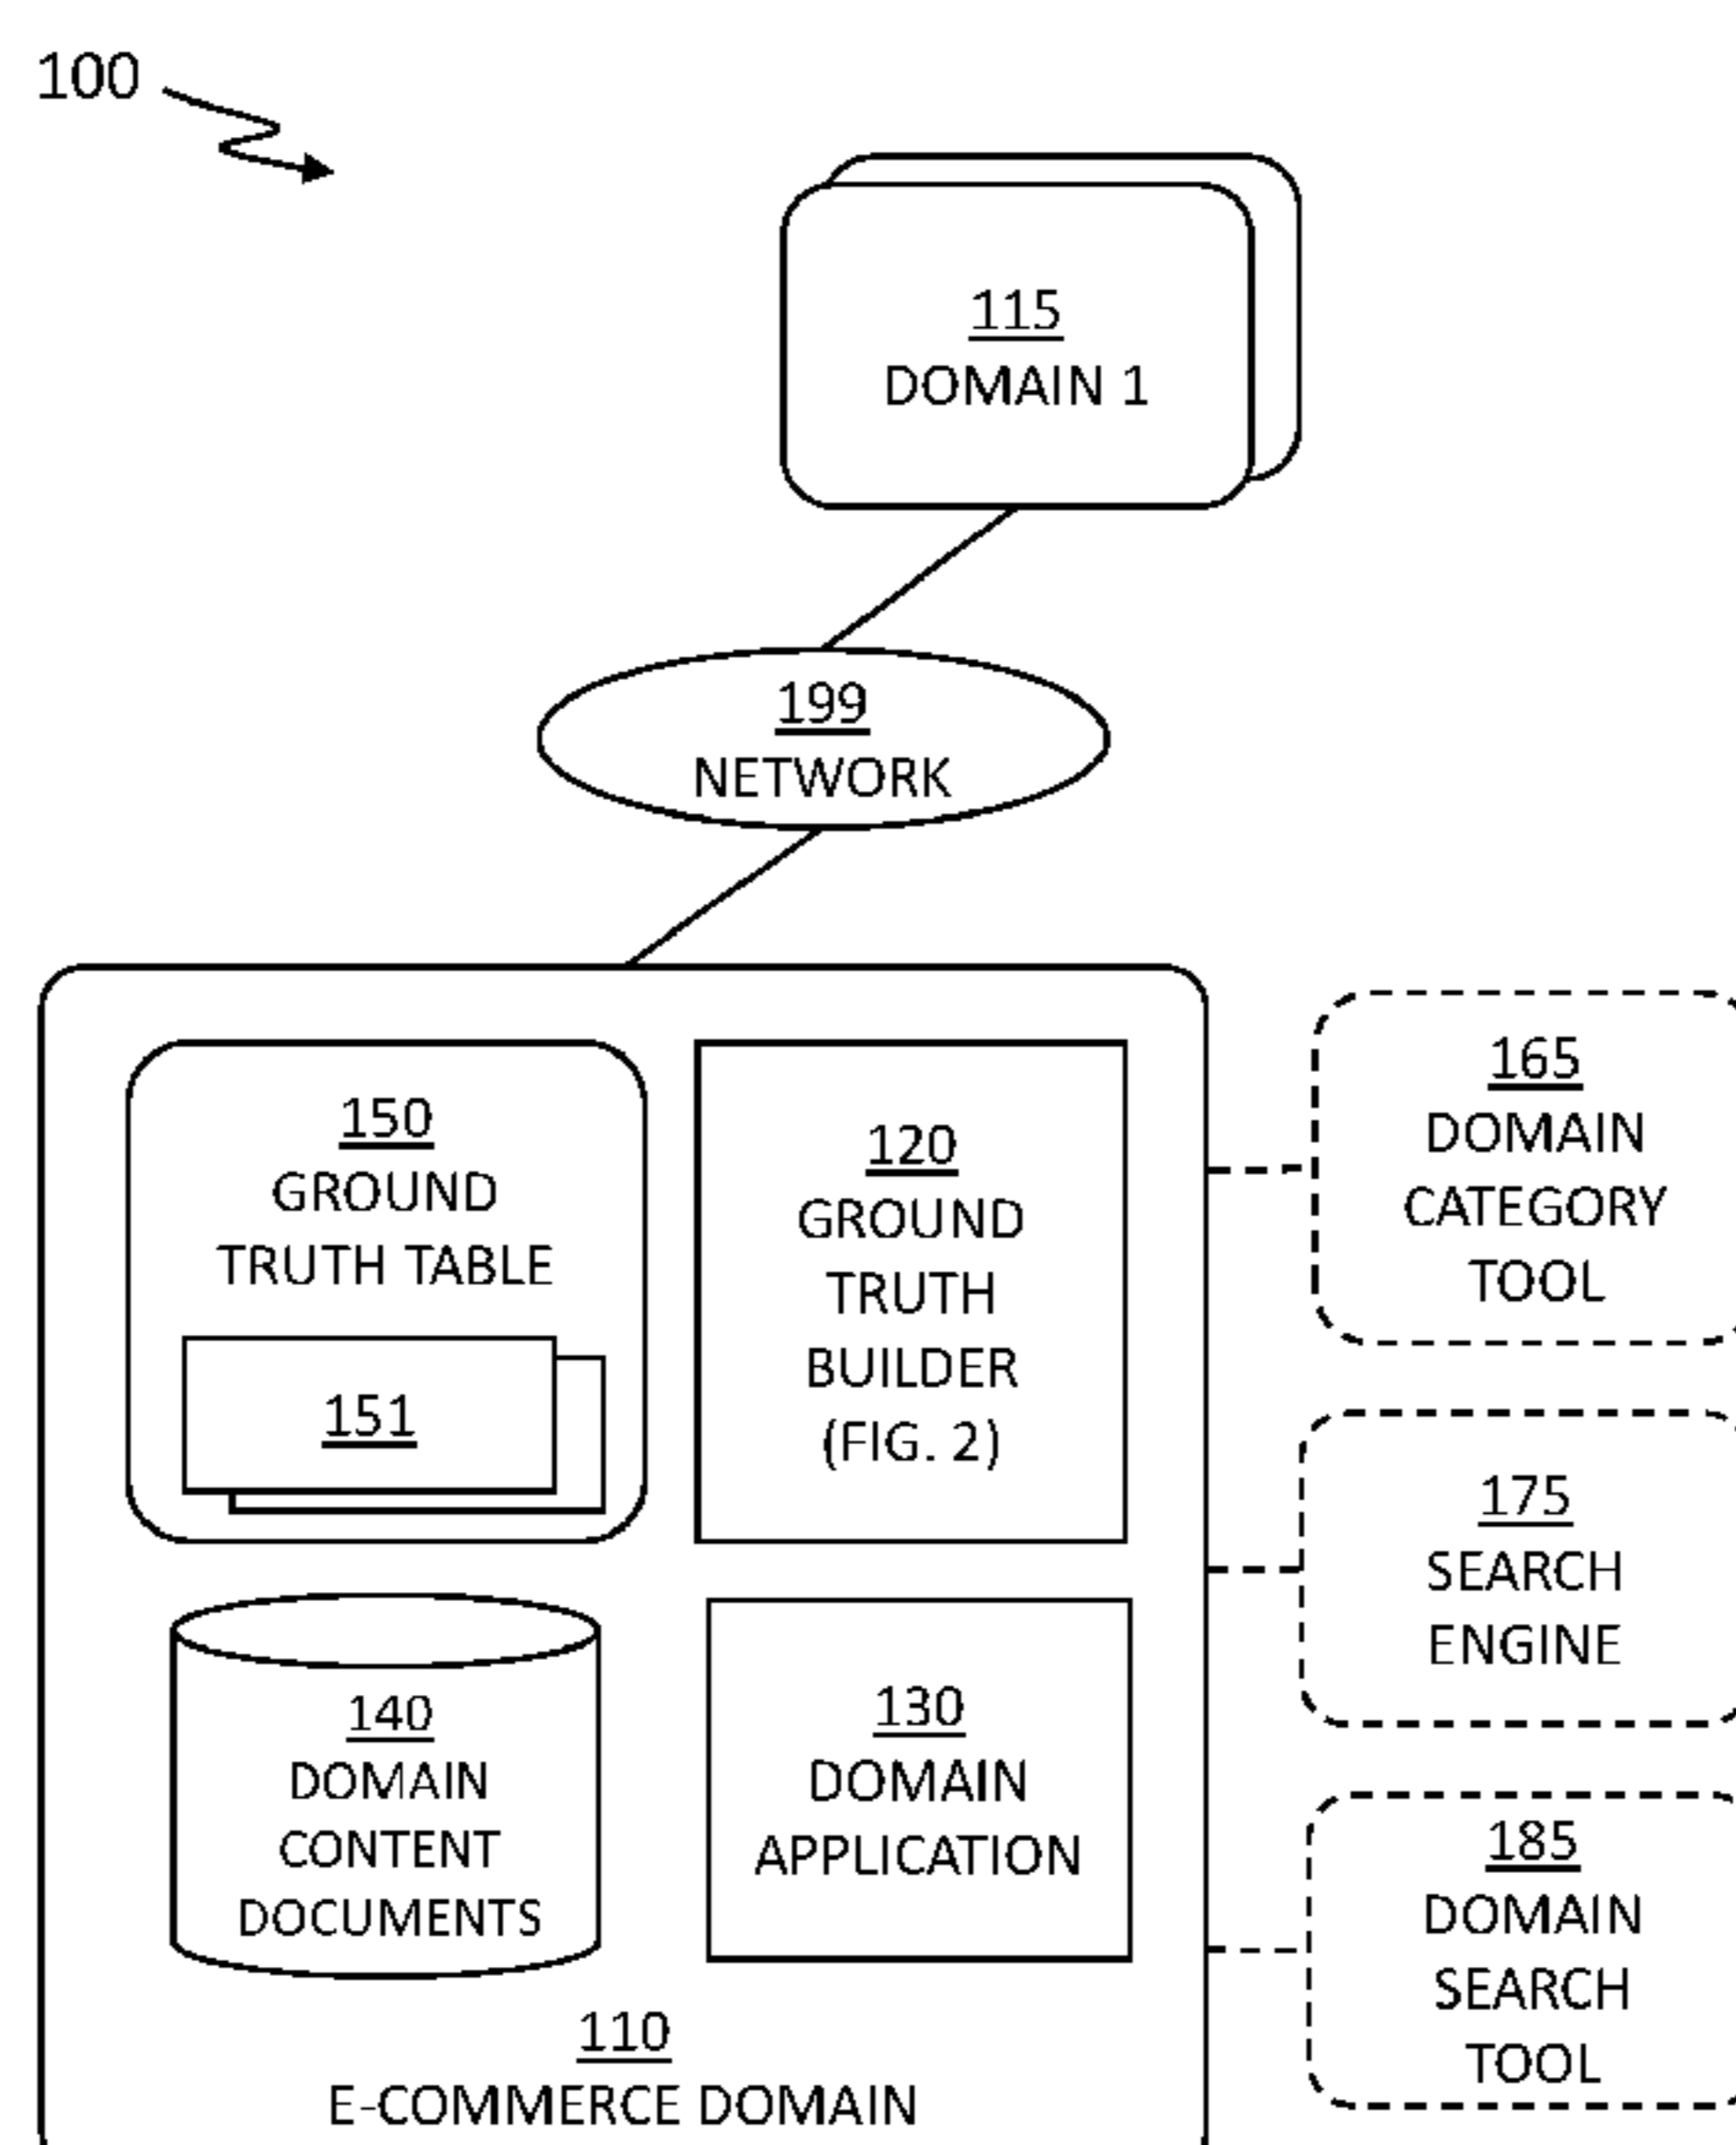 100
115
DOMAIN 1
199
NETWORK
150
GROUND
TRUTH TABLE
151
120
GROUND
TRUTH
BUILDER
(FIG. 2)
140
DOMAIN
CONTENT
DOCUMENTS
130
DOMAIN
APPLICATION
110
E-COMMERCE DOMAIN
165
DOMAIN
CATEGORY
TOOL
175
SEARCH
ENGINE
185
DOMAIN
SEARCH
TOOL